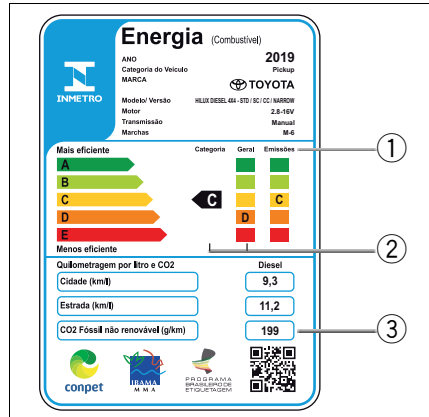 Energia (Combustível)
ANO 2019
Categoria do Veículo Pickup
MARCA TOYOTA
INMETRO
Modelo/ Versão HILUX DIESEL 4X4 - STD / SC / CC / NARROW
Motor 2.8-16V
Transmissão Manual
Marchas M-6
Mais eficiente Categoria Geral Emissões
1
A
B
C C C
D D
E
Menos eficiente
2
Quilometragem por litro e CO2 Diesel
Cidade (km/l) 9,3
Estrada (km/l) 11,2
CO2 Fóssil não renovável (g/km) 199
3
conpet
IBAMA
M M A
PROGRAMA
BRASILEIRO DE
ETIQUETAGEM